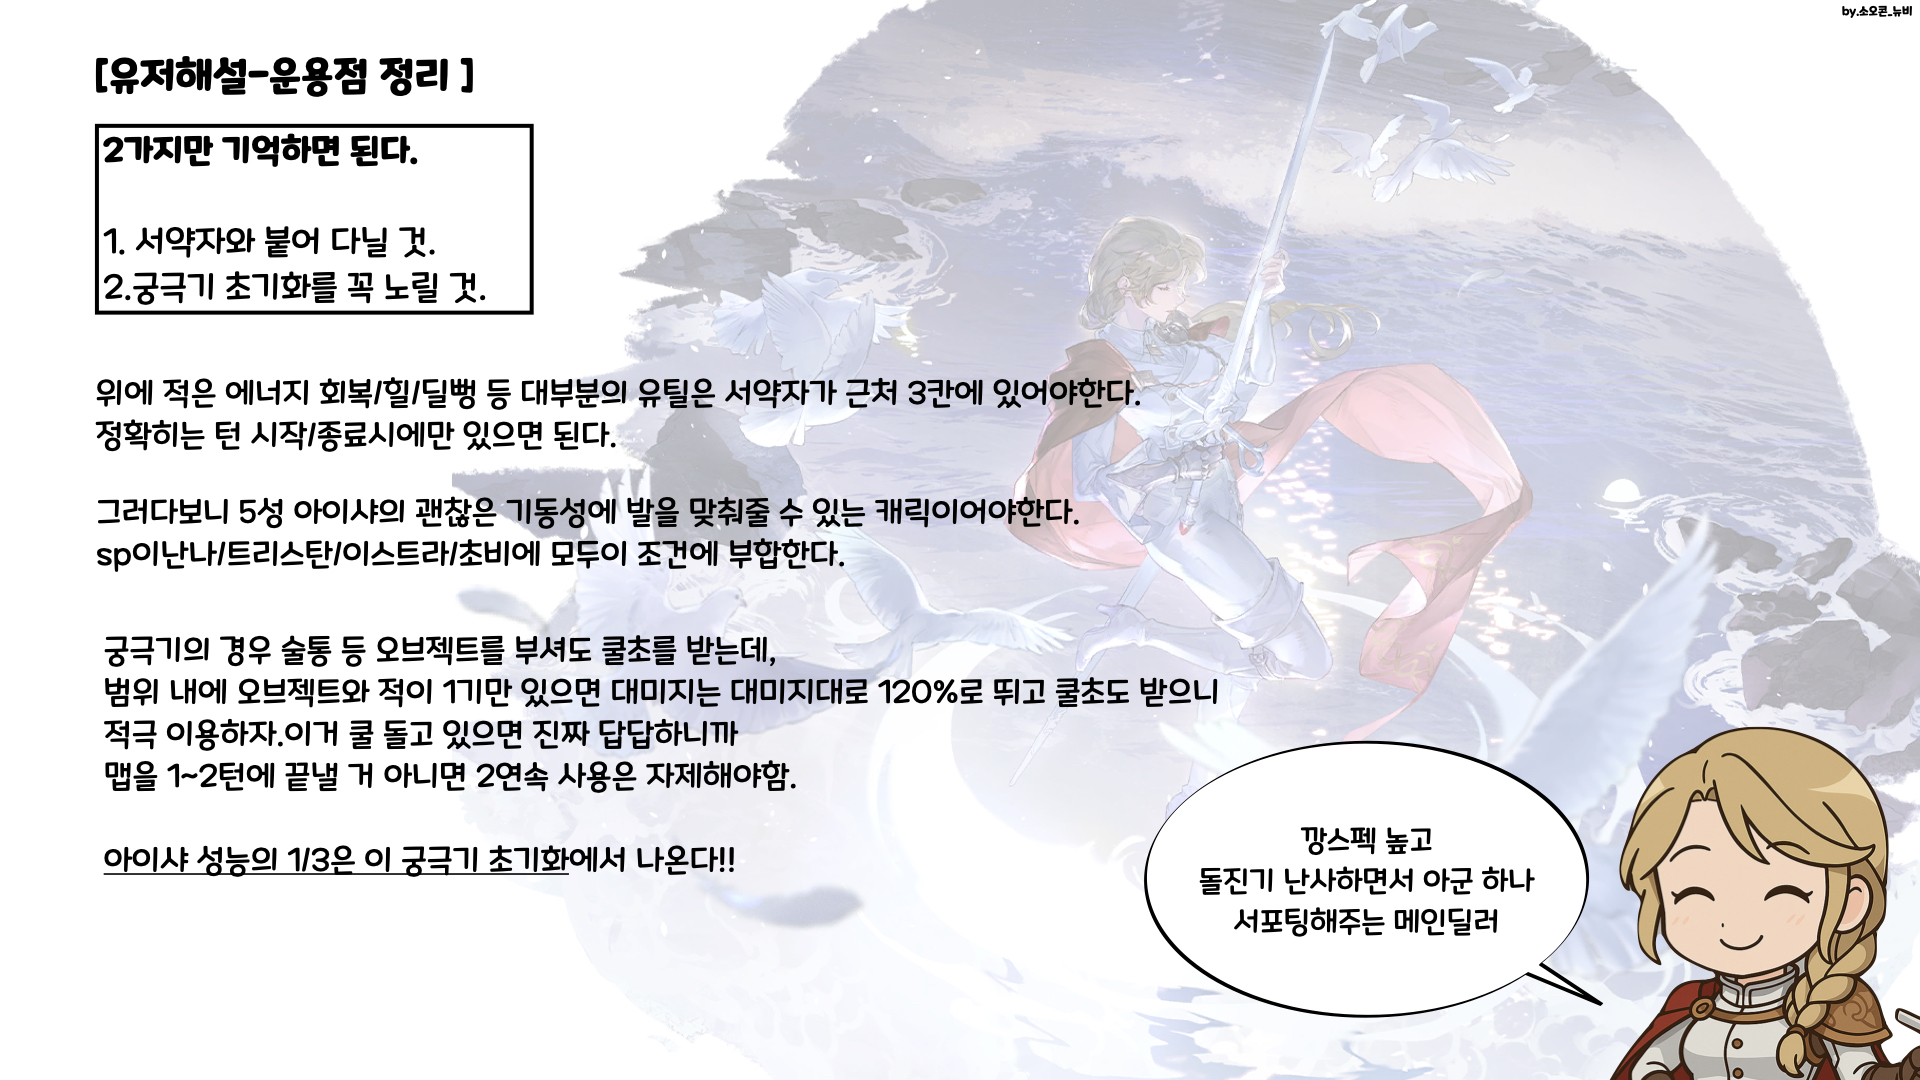 by.소오콘_뉴비
[유저해설-운용점 정리 ]
2가지만 기억하면 된다.
1. 서약자와 붙어 다닐 것.
2.궁극기 초기화를 꼭 노릴 것.
위에 적은 에너지 회복/힐/딜뻥 등 대부분의 유틸은 서약자가 근처 3칸에 있어야한다.
정확히는 턴 시작/종료시에만 있으면 된다.
그러다보니 5성 아이샤의 괜찮은 기동성에 발을 맞춰줄 수 있는 캐릭이어야한다.
sp이난나/트리스탄/이스트라/초비에 모두이 조건에 부합한다.
궁극기의 경우 술통 등 오브젝트를 부셔도 쿨초를 받는데,
범위 내에 오브젝트와 적이 1기만 있으면 대미지는 대미지대로 120%로 뛰고 쿨초도 받으니
적극 이용하자.이거 쿨 돌고 있으면 진짜 답답하니까
맵을 1~2턴에 끝낼 거 아니면 2연속 사용은 자제해야함.
아이샤 성능의 1/3은 이 궁극기 초기화에서 나온다!!
깡스펙 높고
돌진기 난사하면서 아군 하나
서포팅해주는 메인딜러